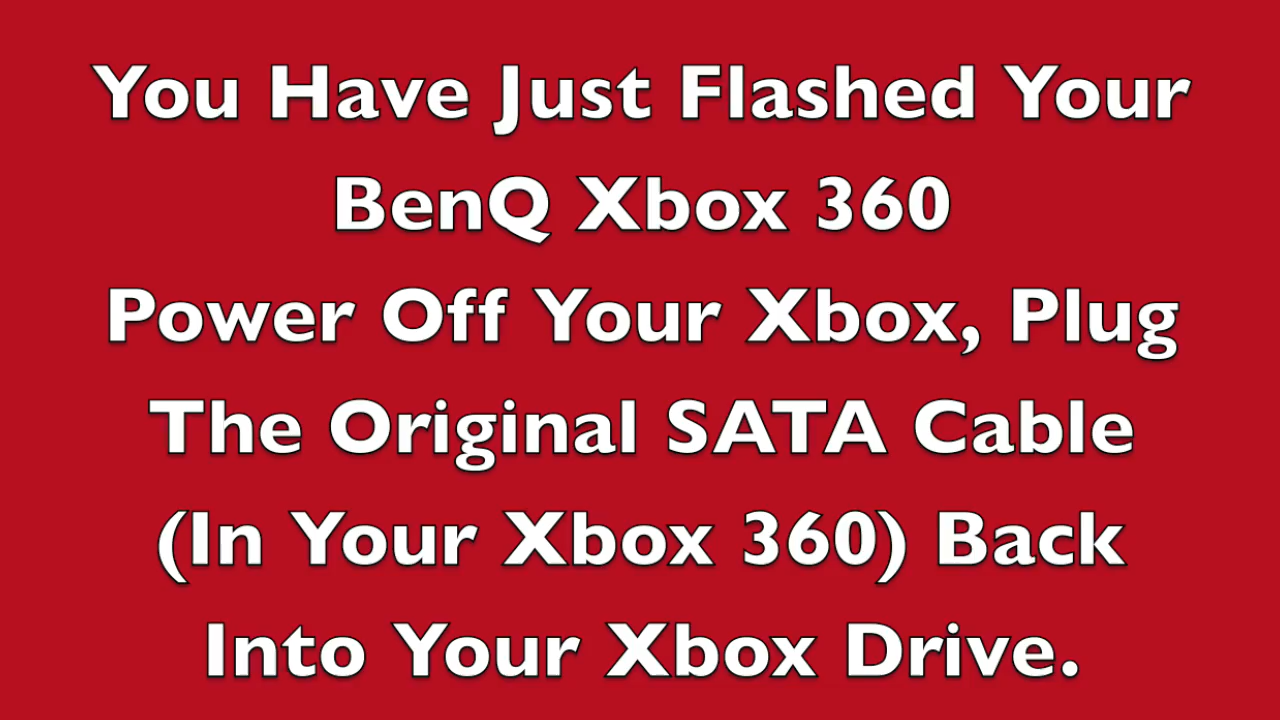 You Have Just Flashed Your
BenQ Xbox 360
Power Off Your Xbox, Plug
The Original SATA Cable
(In Your Xbox 360) Back
Into Your Xbox Drive.